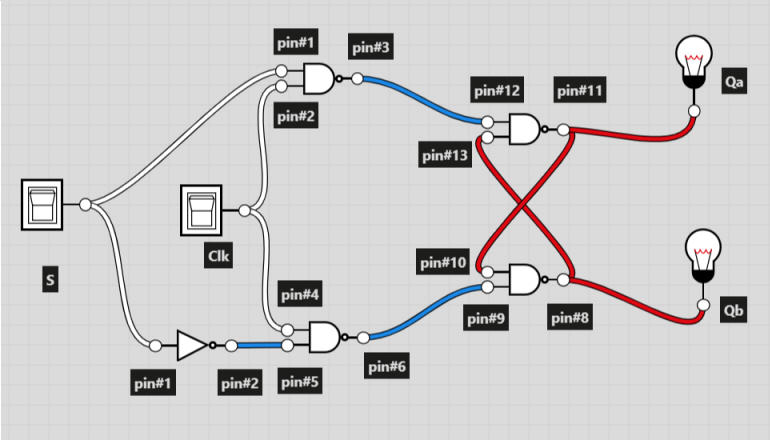 pin#1
pin#3
Qa
pin#12
pin#11
pin#2
pin#13
Clk
pin#10
S
pin#4
Qb
pin#9
pin#8
pin#6
pin#1
pin#2
pin#5